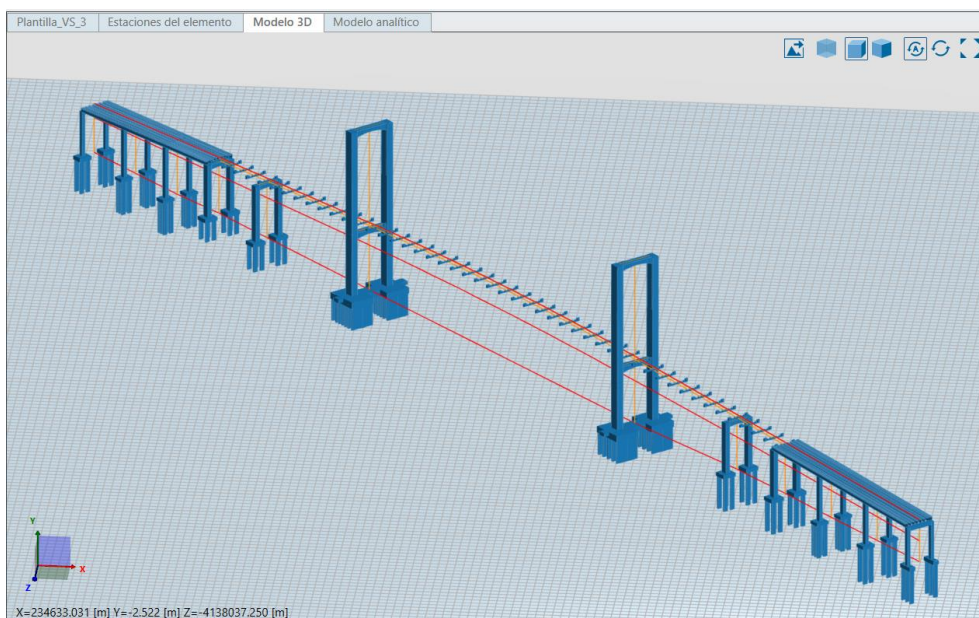 Plantilla_VS_3 Estaciones del elemento Modelo 3D Modelo analítico
A
Y
X
Z
X=234633.031 [m] Y=-2.522 [m] Z=-4138037.250 [m]